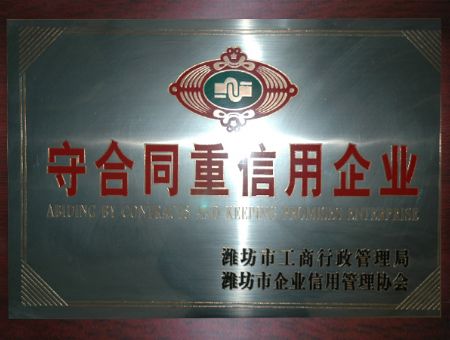 守合同重信用企业
ABIDING BY CONTRACTS AND KEEPING PROMISES ENTERPRISE
潍坊市工商行政管理局
潍坊市企业信用管理协会